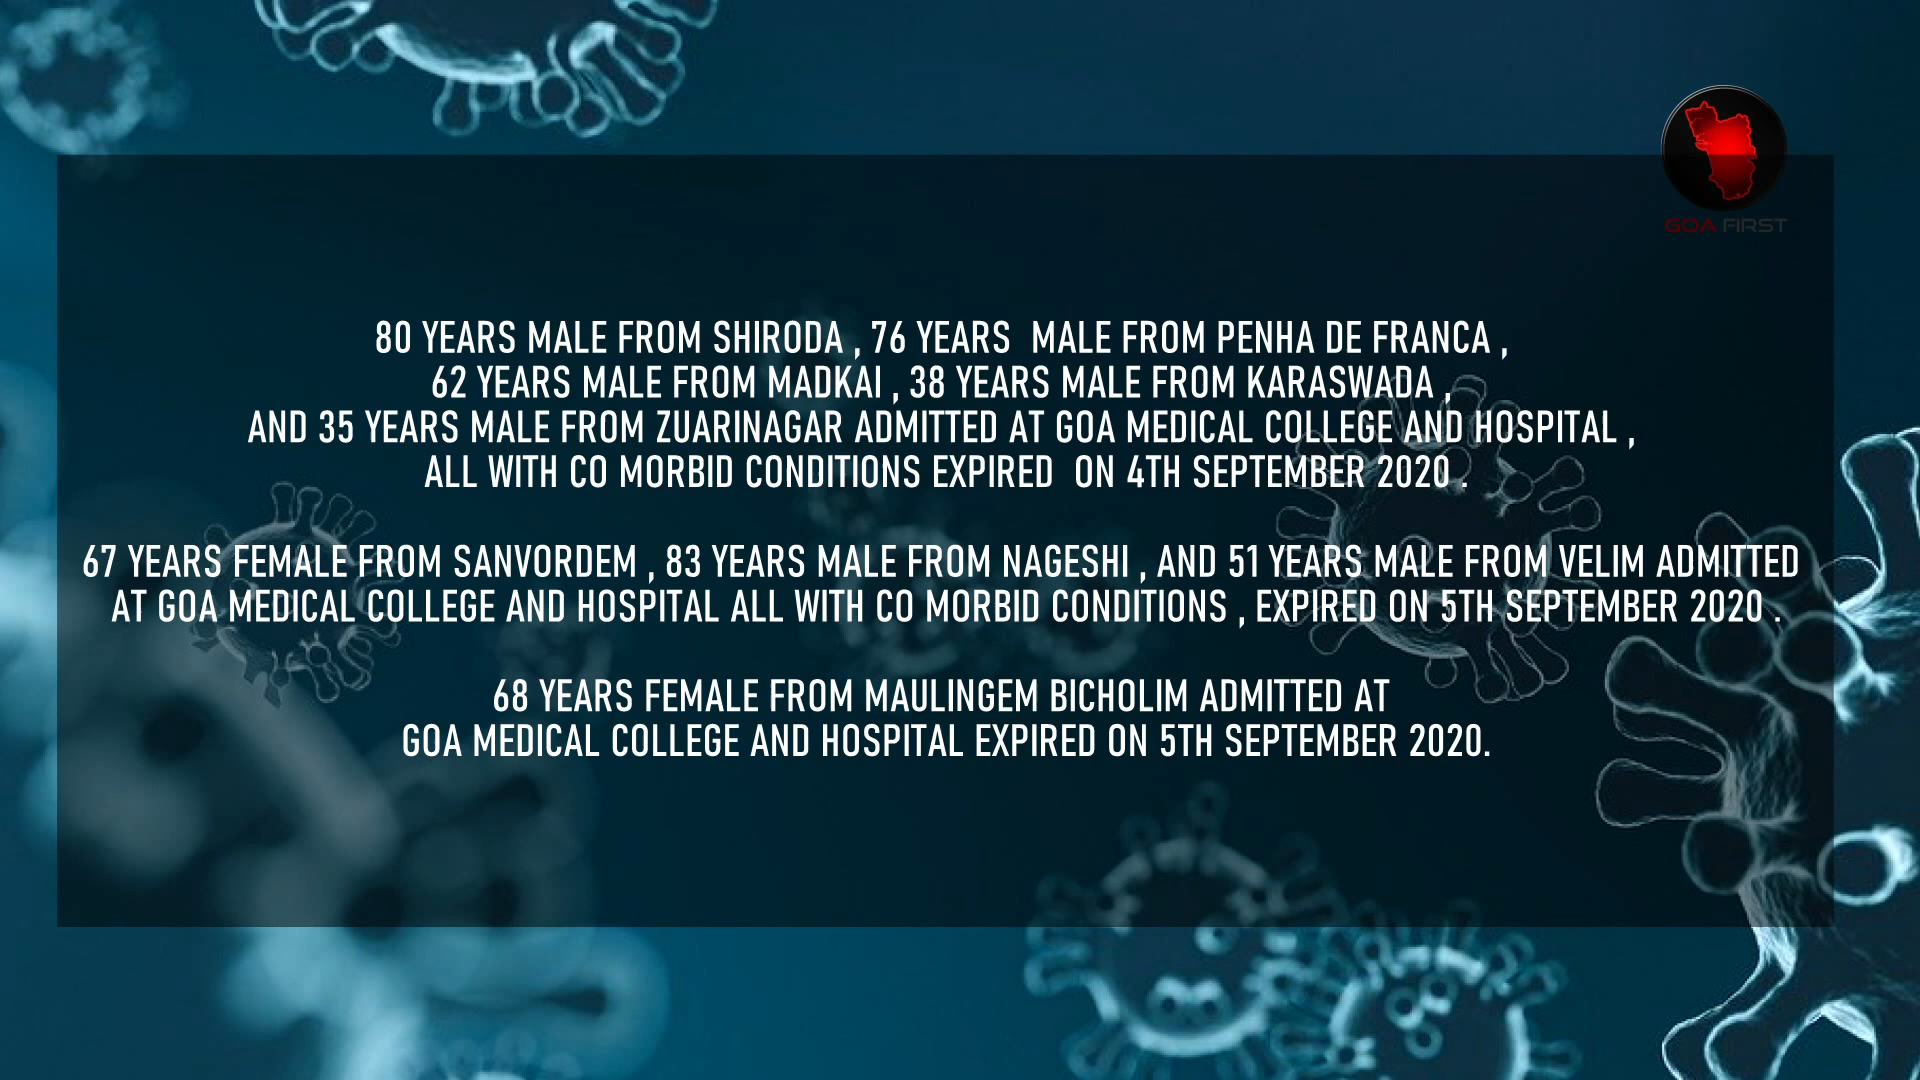 GOA FIRST
80 YEARS MALE FROM SHIRODA , 76 YEARS  MALE FROM PENHA DE FRANCA ,
62 YEARS MALE FROM MADKAI , 38 YEARS MALE FROM KARASWADA ,
AND 35 YEARS MALE FROM ZUARINAGAR ADMITTED AT GOA MEDICAL COLLEGE AND HOSPITAL ,
ALL WITH CO MORBID CONDITIONS EXPIRED  ON 4TH SEPTEMBER 2020 .
67 YEARS FEMALE FROM SANVORDEM , 83 YEARS MALE FROM NAGESHI , AND 51 YEARS MALE FROM VELIM ADMITTED
AT GOA MEDICAL COLLEGE AND HOSPITAL ALL WITH CO MORBID CONDITIONS , EXPIRED ON 5TH SEPTEMBER 2020 .
68 YEARS FEMALE FROM MAULINGEM BICHOLIM ADMITTED AT
GOA MEDICAL COLLEGE AND HOSPITAL EXPIRED ON 5TH SEPTEMBER 2020.